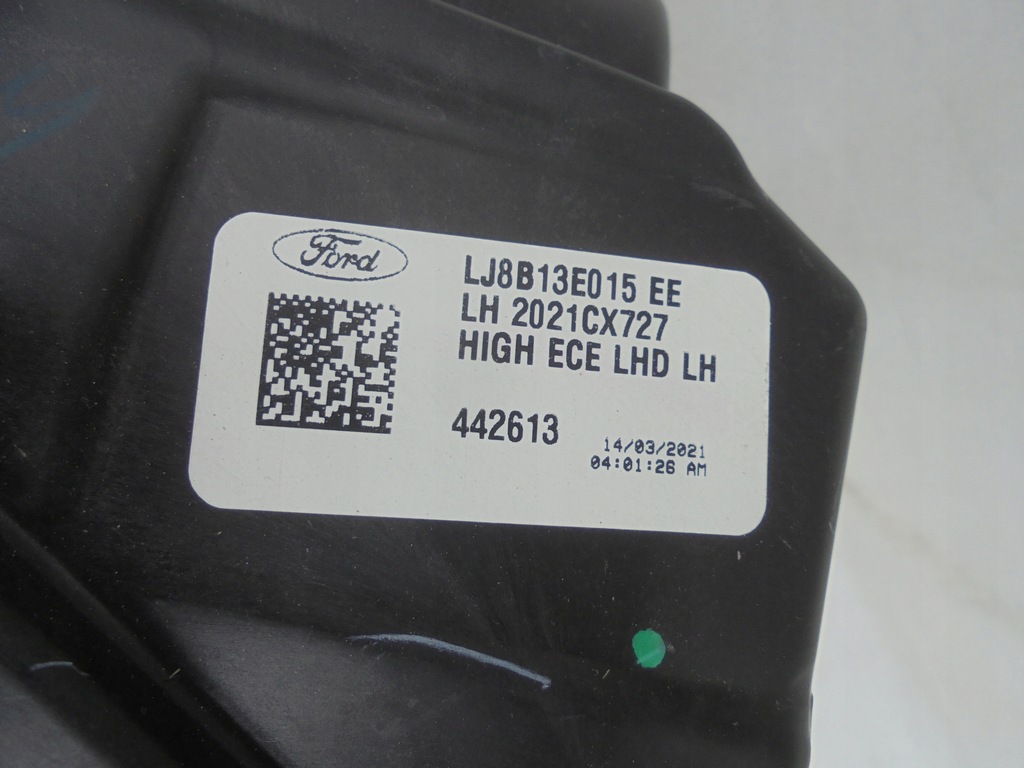 Ford
LJ8B13E015 EE
LH 2021CX727
HIGH ECE LHD LH
442613
14/03/2021
04:01:26 AM